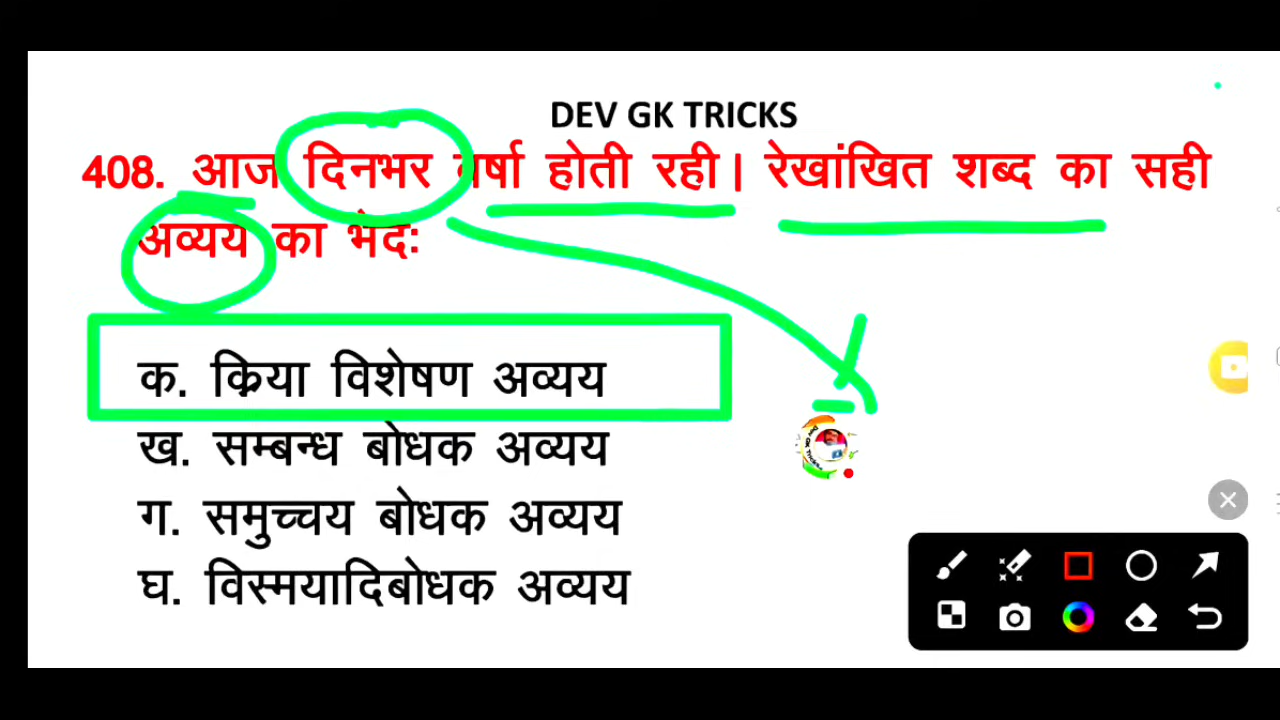 DEV GK TRICKS
408. आज दिनभर वर्षा होती रही| रेखांखित शब्द का सही
अव्यय का भेदः
क. क्रिया विशेषण अव्यय
ख. सम्बन्ध बोधक अव्यय
ग. समुच्चय बोधक अव्यय
घ. विस्मयादिबोधक अव्यय